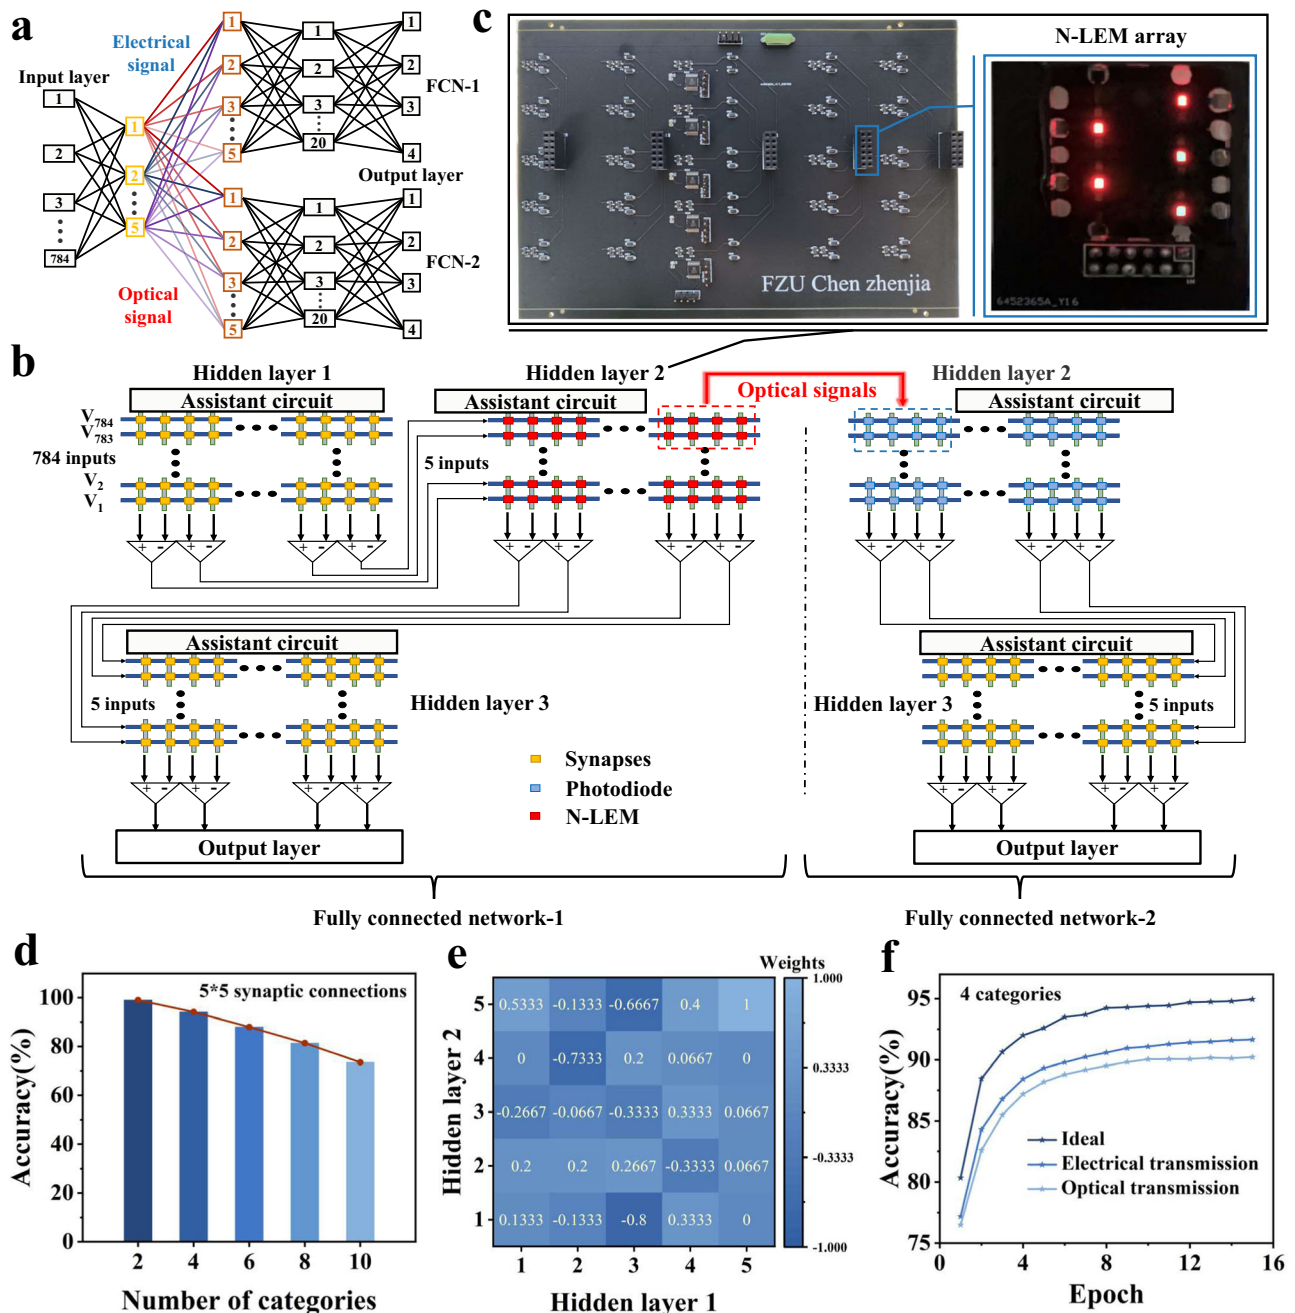 a
Electrical
signal
Input layer
1
2
3
784
1
2
5
1
2
3
5
1
2
3
20
1
2
3
4
FCN-1
Output layer
1
2
3
5
1
2
3
20
1
2
3
4
FCN-2
Optical
signal
c
N-LEM array
FZU Chen zhenjia
6452365A_Y16
b
Hidden layer 1
Assistant circuit
V784
V783
784 inputs
V2
V1
+ - + -
+ - + -
Hidden layer 2
Assistant circuit
5 inputs
+ - + -
+ - + -
Optical signals
Hidden layer 2
Assistant circuit
+ - + -
+ - + -
Assistant circuit
5 inputs
Hidden layer 3
+ - + -
+ - + -
Output layer
Synapses
Photodiode
N-LEM
Assistant circuit
Hidden layer 3
5 inputs
+ - + -
+ - + -
Output layer
Fully connected network-1
Fully connected network-2
d
5*5 synaptic connections
Accuracy(%)
100
80
60
40
20
0
2 4 6 8 10
Number of categories
e
Weights
Hidden layer 2
5 0.5333 -0.1333 -0.6667 0.4 1
4 0 -0.7333 0.2 0.0667 0
3 -0.2667 -0.0667 -0.3333 0.3333 0.0667
2 0.2 0.2 0.2667 -0.3333 0.0667
1 0.1333 -0.1333 -0.8 0.3333 0
1 2 3 4 5
Hidden layer 1
1.000
0.3333
-0.3333
-1.000
f
4 categories
Accuracy(%)
95
90
85
80
75
Ideal
Electrical transmission
Optical transmission
0 4 8 12 16
Epoch